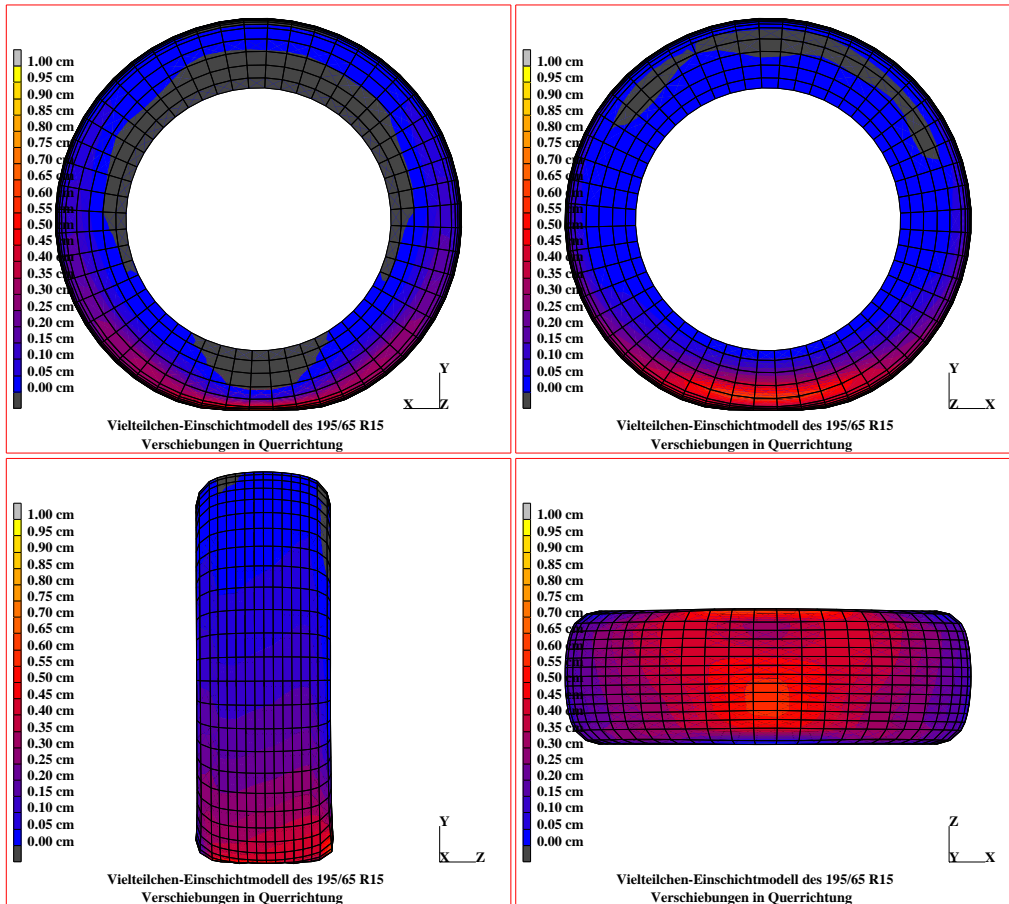 1.00 cm
0.95 cm
0.90 cm
0.85 cm
0.80 cm
0.75 cm
0.70 cm
0.65 cm
0.60 cm
0.55 cm
0.50 cm
0.45 cm
0.40 cm
0.35 cm
0.30 cm
0.25 cm
0.20 cm
0.15 cm
0.10 cm
0.05 cm
0.00 cm
Y
X Z
Vielteilchen-Einschichtmodell des 195/65 R15
Verschiebungen in Querrichtung
1.00 cm
0.95 cm
0.90 cm
0.85 cm
0.80 cm
0.75 cm
0.70 cm
0.65 cm
0.60 cm
0.55 cm
0.50 cm
0.45 cm
0.40 cm
0.35 cm
0.30 cm
0.25 cm
0.20 cm
0.15 cm
0.10 cm
0.05 cm
0.00 cm
Y
Z X
Vielteilchen-Einschichtmodell des 195/65 R15
Verschiebungen in Querrichtung
1.00 cm
0.95 cm
0.90 cm
0.85 cm
0.80 cm
0.75 cm
0.70 cm
0.65 cm
0.60 cm
0.55 cm
0.50 cm
0.45 cm
0.40 cm
0.35 cm
0.30 cm
0.25 cm
0.20 cm
0.15 cm
0.10 cm
0.05 cm
0.00 cm
Y
X Z
Vielteilchen-Einschichtmodell des 195/65 R15
Verschiebungen in Querrichtung
1.00 cm
0.95 cm
0.90 cm
0.85 cm
0.80 cm
0.75 cm
0.70 cm
0.65 cm
0.60 cm
0.55 cm
0.50 cm
0.45 cm
0.40 cm
0.35 cm
0.30 cm
0.25 cm
0.20 cm
0.15 cm
0.10 cm
0.05 cm
0.00 cm
Z
Y X
Vielteilchen-Einschichtmodell des 195/65 R15
Verschiebungen in Querrichtung